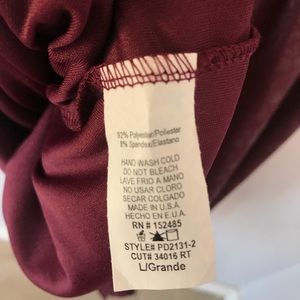 92% Polyester/Poliester
8% Spandex/Elastano
HAND WASH COLD
DO NOT BLEACH
LAVE FRIO A MANO
NO USAR CLORO
SECAR COLGADO
MADE IN U.S.A.
HECHO EN E.U.A.
RN # 152485
STYLE# PD2131-2
CUT# 34016 RT
L/Grande